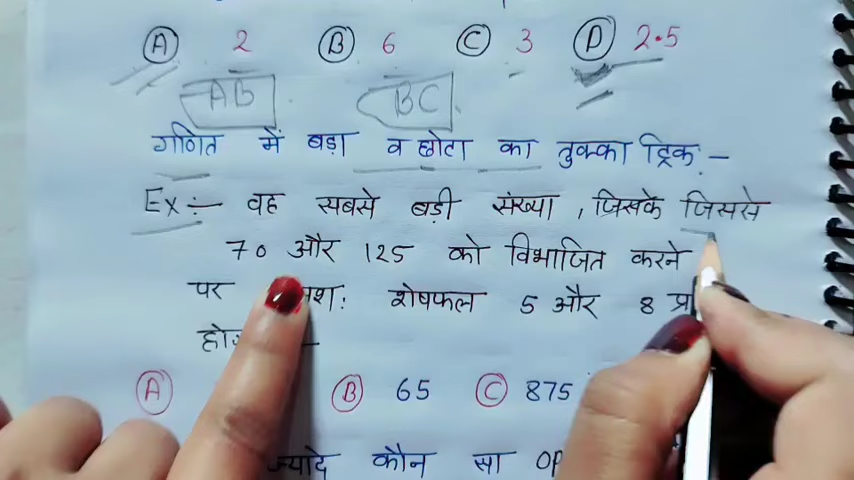 A 2 B 6 C 3 D 2.5
AB BC
गणित में बड़ा व छोटा का तुक्का ट्रिक :-
Ex :- वह सबसे बड़ी संख्या , जिसके जिससे
70 और 125 को विभाजित करने
पर शेषफल 5 और 8
A B 65 C 875
ज्यादे कौन सा